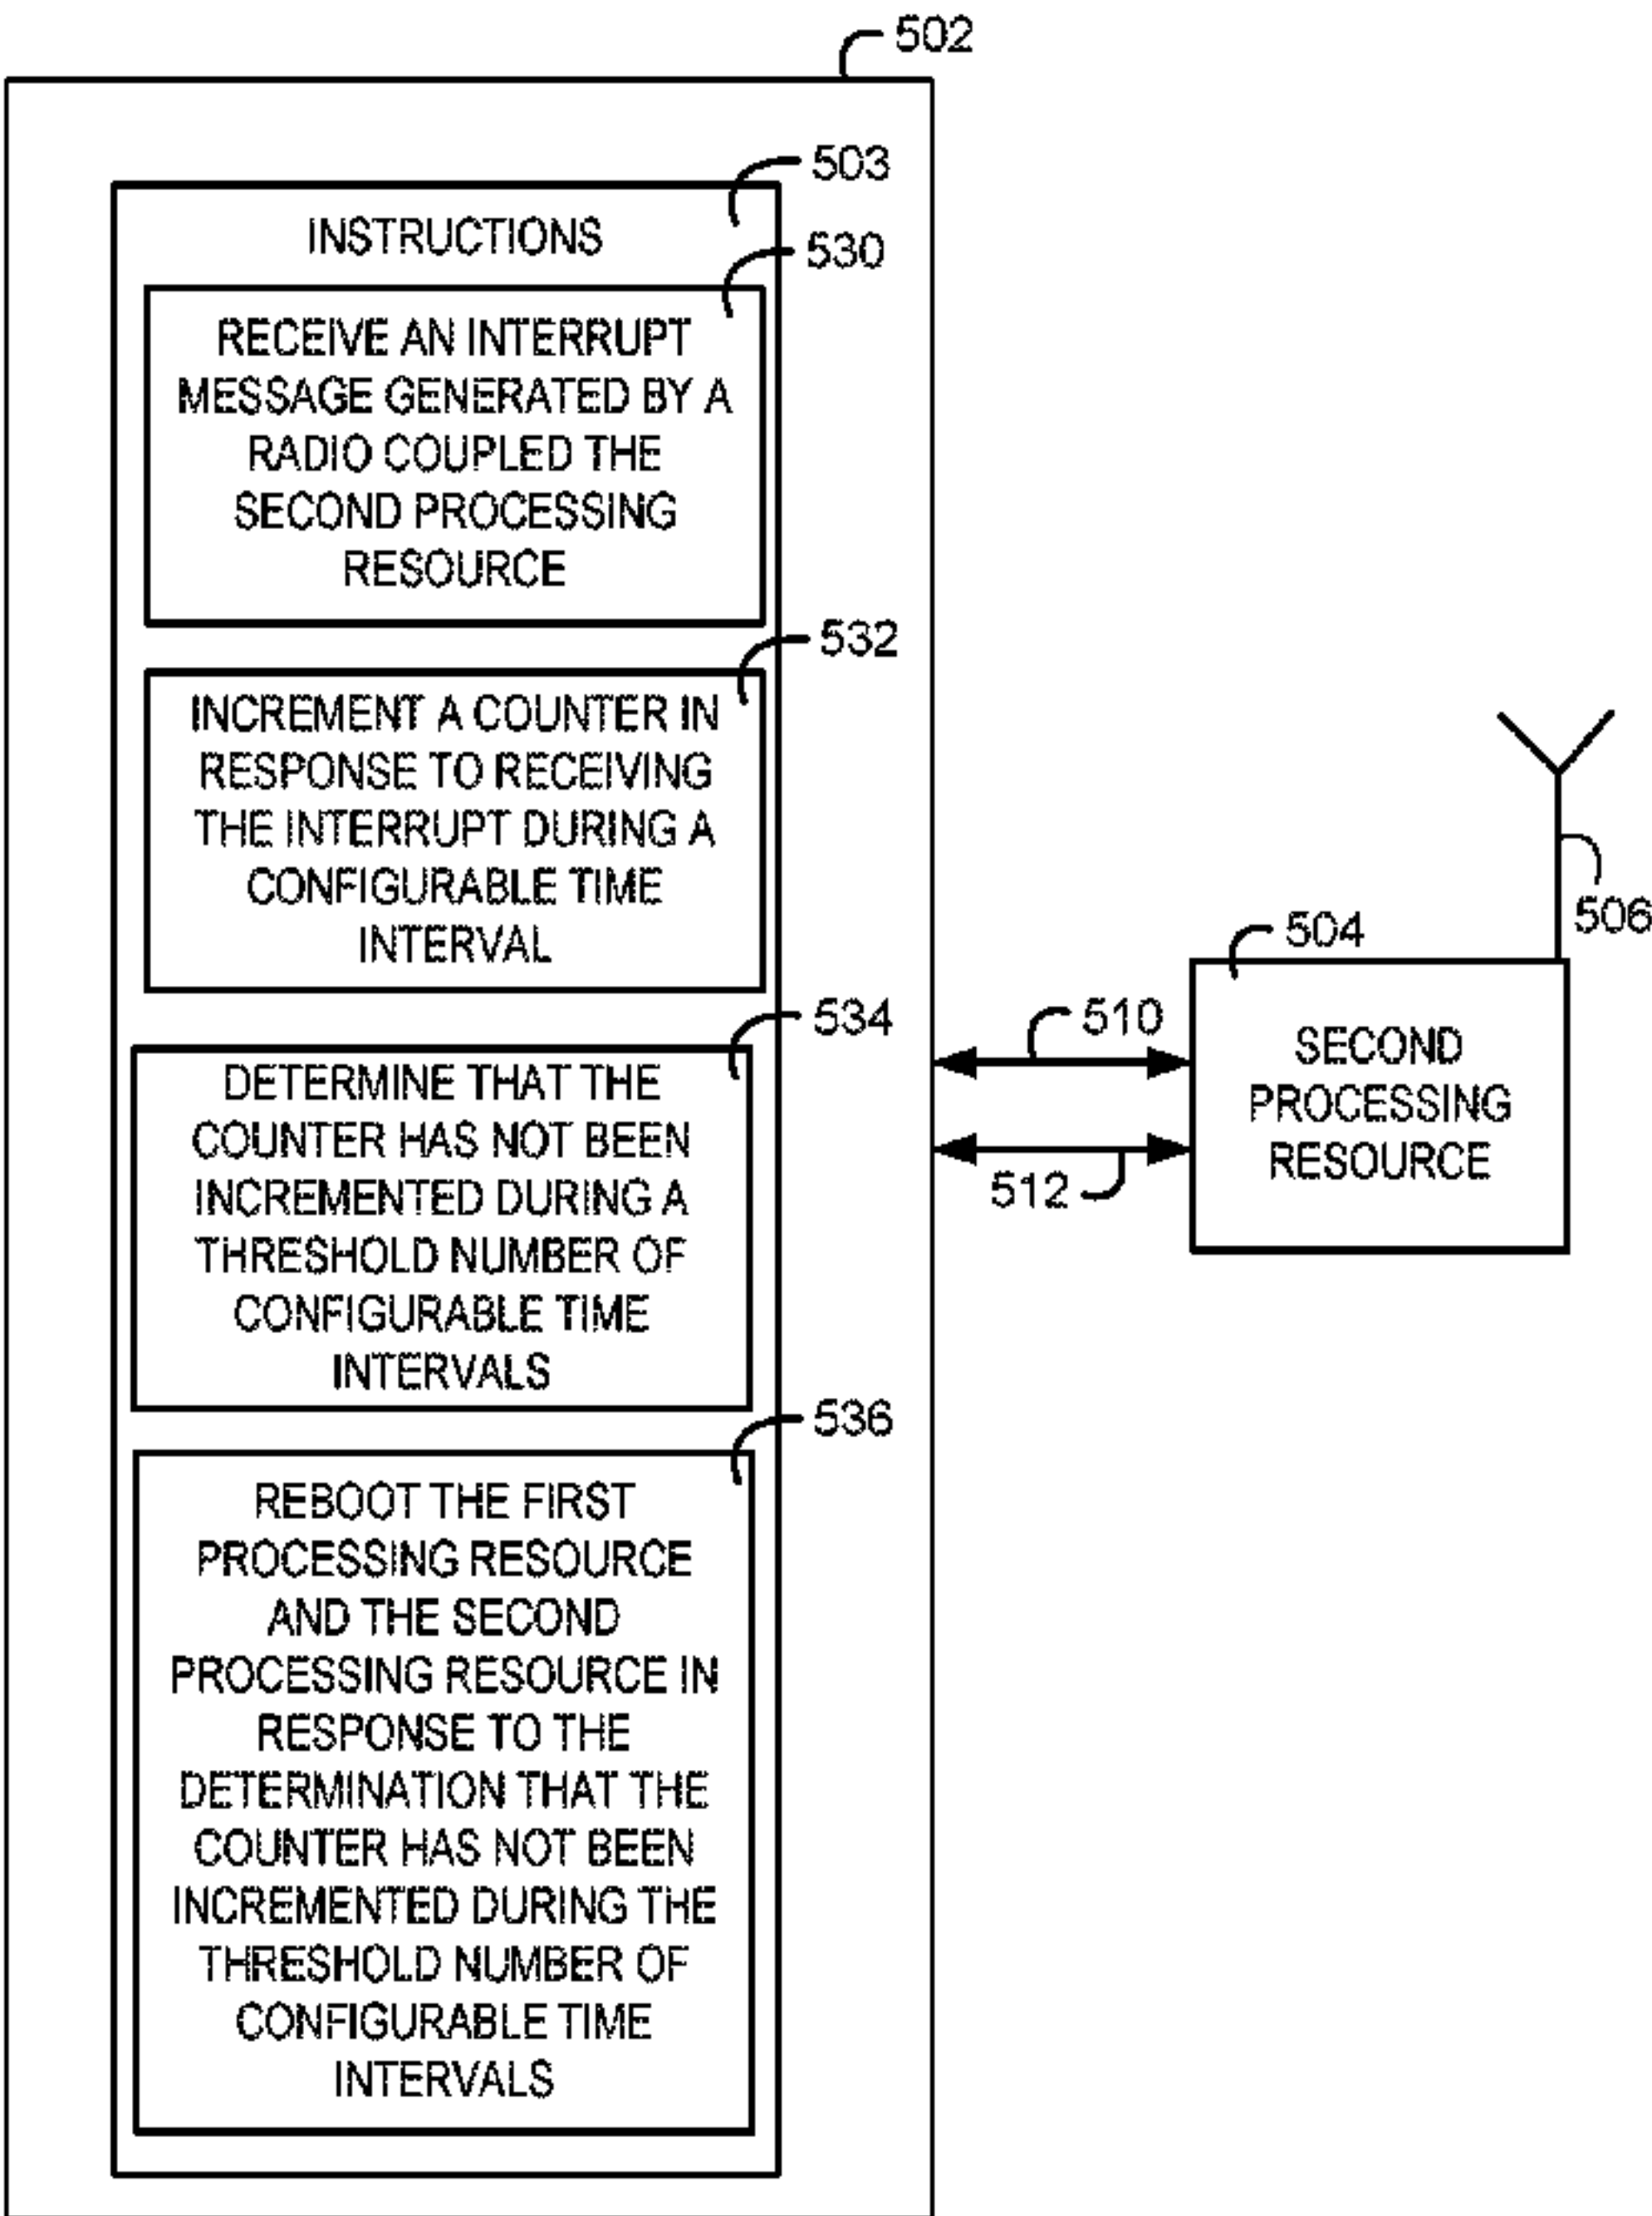 502
503
INSTRUCTIONS
530
RECEIVE AN INTERRUPT
MESSAGE GENERATED BY A
RADIO COUPLED THE
SECOND PROCESSING
RESOURCE
532
INCREMENT A COUNTER IN
RESPONSE TO RECEIVING
THE INTERRUPT DURING A
CONFIGURABLE TIME
INTERVAL
534
DETERMINE THAT THE
COUNTER HAS NOT BEEN
INCREMENTED DURING A
THRESHOLD NUMBER OF
CONFIGURABLE TIME
INTERVALS
536
REBOOT THE FIRST
PROCESSING RESOURCE
AND THE SECOND
PROCESSING RESOURCE IN
RESPONSE TO THE
DETERMINATION THAT THE
COUNTER HAS NOT BEEN
INCREMENTED DURING THE
THRESHOLD NUMBER OF
CONFIGURABLE TIME
INTERVALS
510
512
504
506
SECOND
PROCESSING
RESOURCE